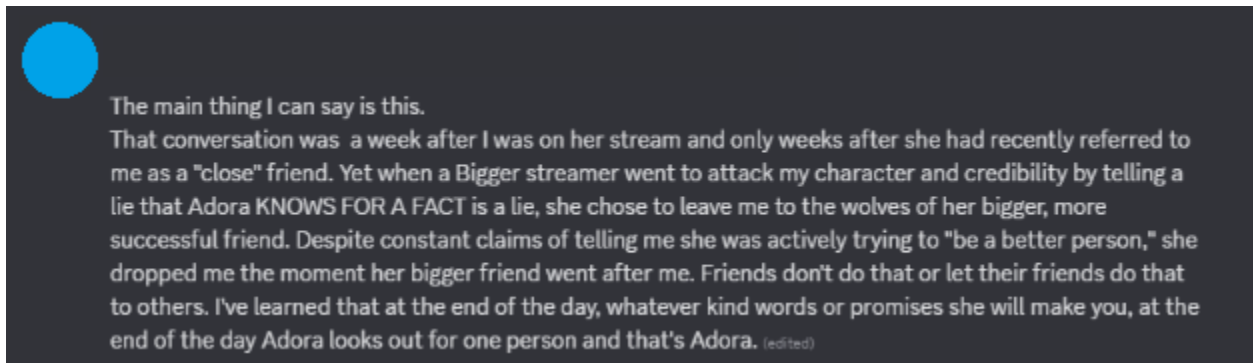 The main thing I can say is this.
That conversation was  a week after I was on her stream and only weeks after she had recently referred to
me as a "close" friend. Yet when a Bigger streamer went to attack my character and credibility by telling a
lie that Adora KNOWS FOR A FACT is a lie, she chose to leave me to the wolves of her bigger, more
successful friend. Despite constant claims of telling me she was actively trying to "be a better person," she
dropped me the moment her bigger friend went after me. Friends don't do that or let their friends do that
to others. I've learned that at the end of the day, whatever kind words or promises she will make you, at the
end of the day Adora looks out for one person and that's Adora. (edited)